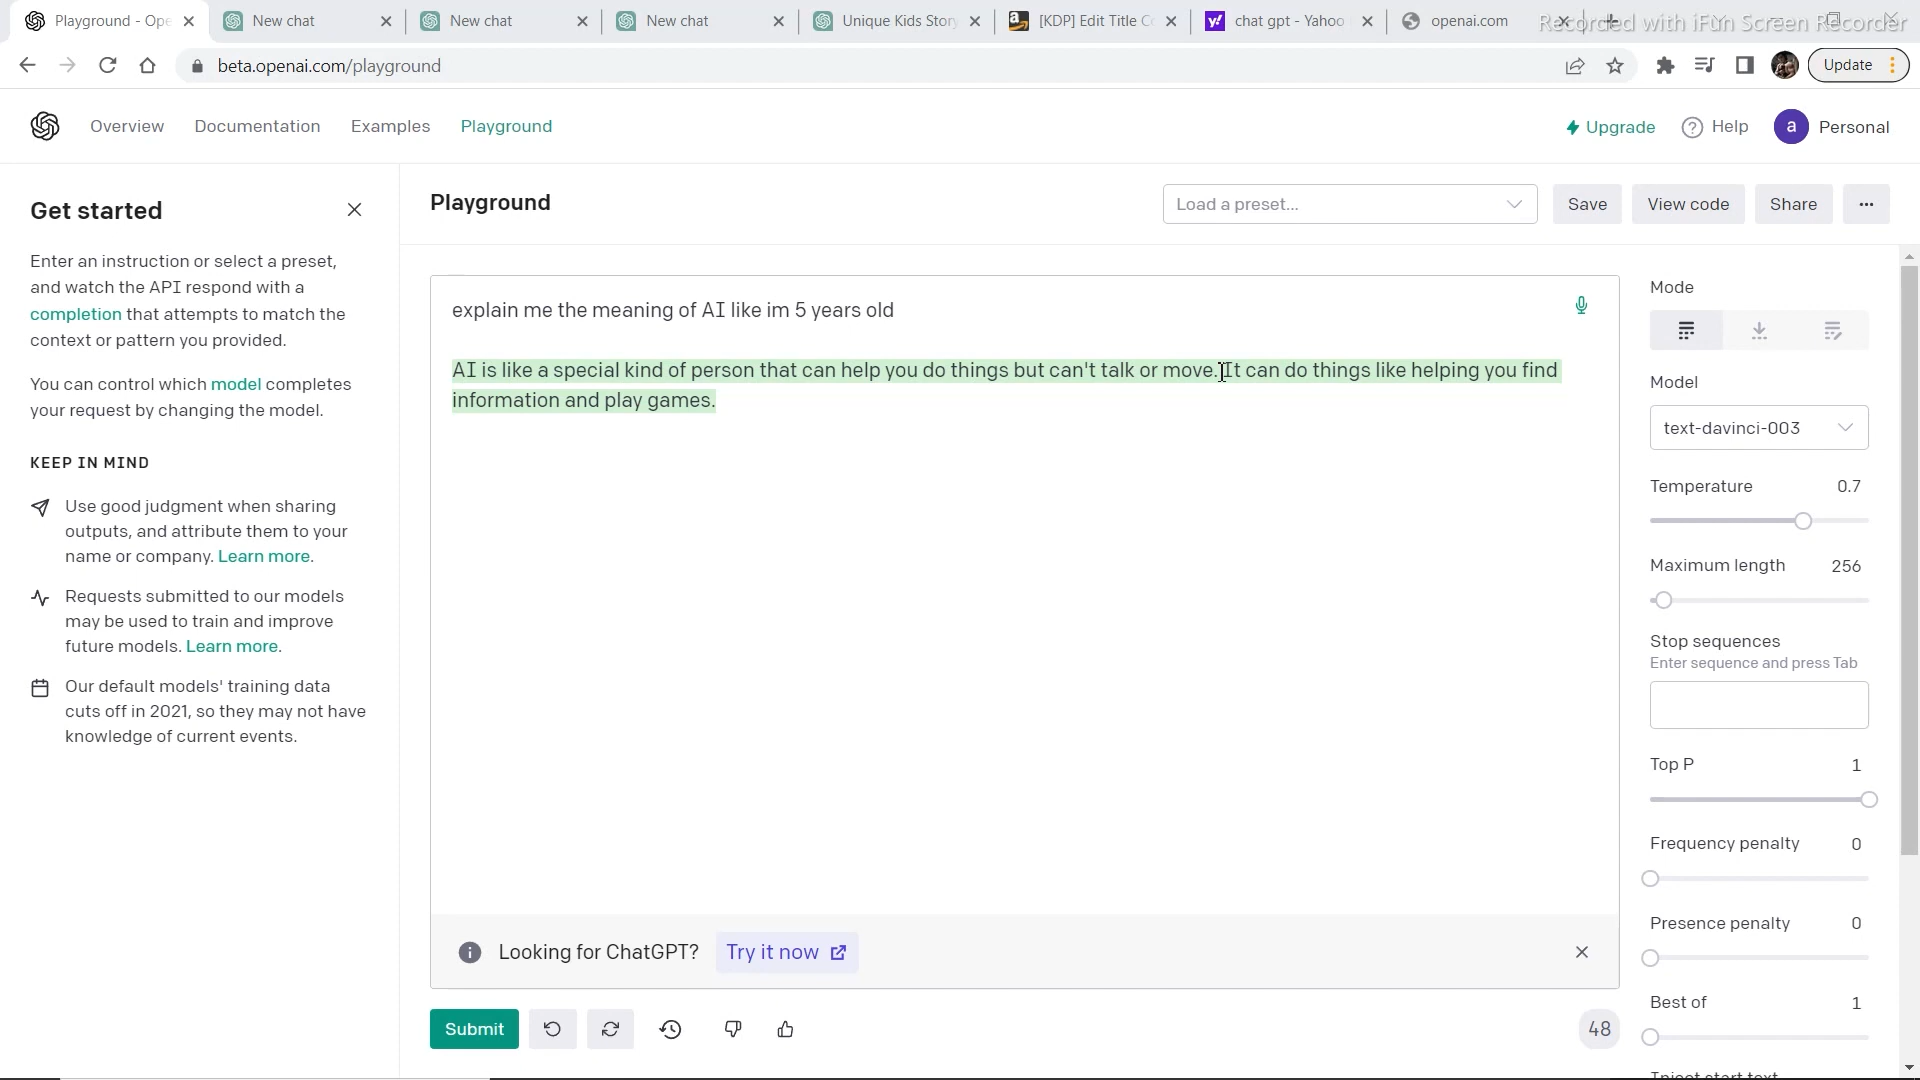 Playground - Ope
New chat
New chat
New chat
Unique Kids Story
[KDP] Edit Title Co
chat gpt - Yahoo
openai.com
Recorded with iFun Screen Recorder
beta.openai.com/playground
Update
Overview
Documentation
Examples
Playground
Upgrade
Help
a
Personal
Get started
Enter an instruction or select a preset,
and watch the API respond with a
completion that attempts to match the
context or pattern you provided.
You can control which model completes
your request by changing the model.
KEEP IN MIND
Use good judgment when sharing
outputs, and attribute them to your
name or company. Learn more.
Requests submitted to our models
may be used to train and improve
future models. Learn more.
Our default models' training data
cuts off in 2021, so they may not have
knowledge of current events.
Playground
Load a preset...
Save
View code
Share
...
explain me the meaning of AI like im 5 years old
AI is like a special kind of person that can help you do things but can't talk or move. It can do things like helping you find
information and play games.
Looking for ChatGPT?
Try it now
Submit
48
Mode
Model
text-davinci-003
Temperature 0.7
Maximum length 256
Stop sequences
Enter sequence and press Tab
Top P 1
Frequency penalty 0
Presence penalty 0
Best of 1
Inject start text